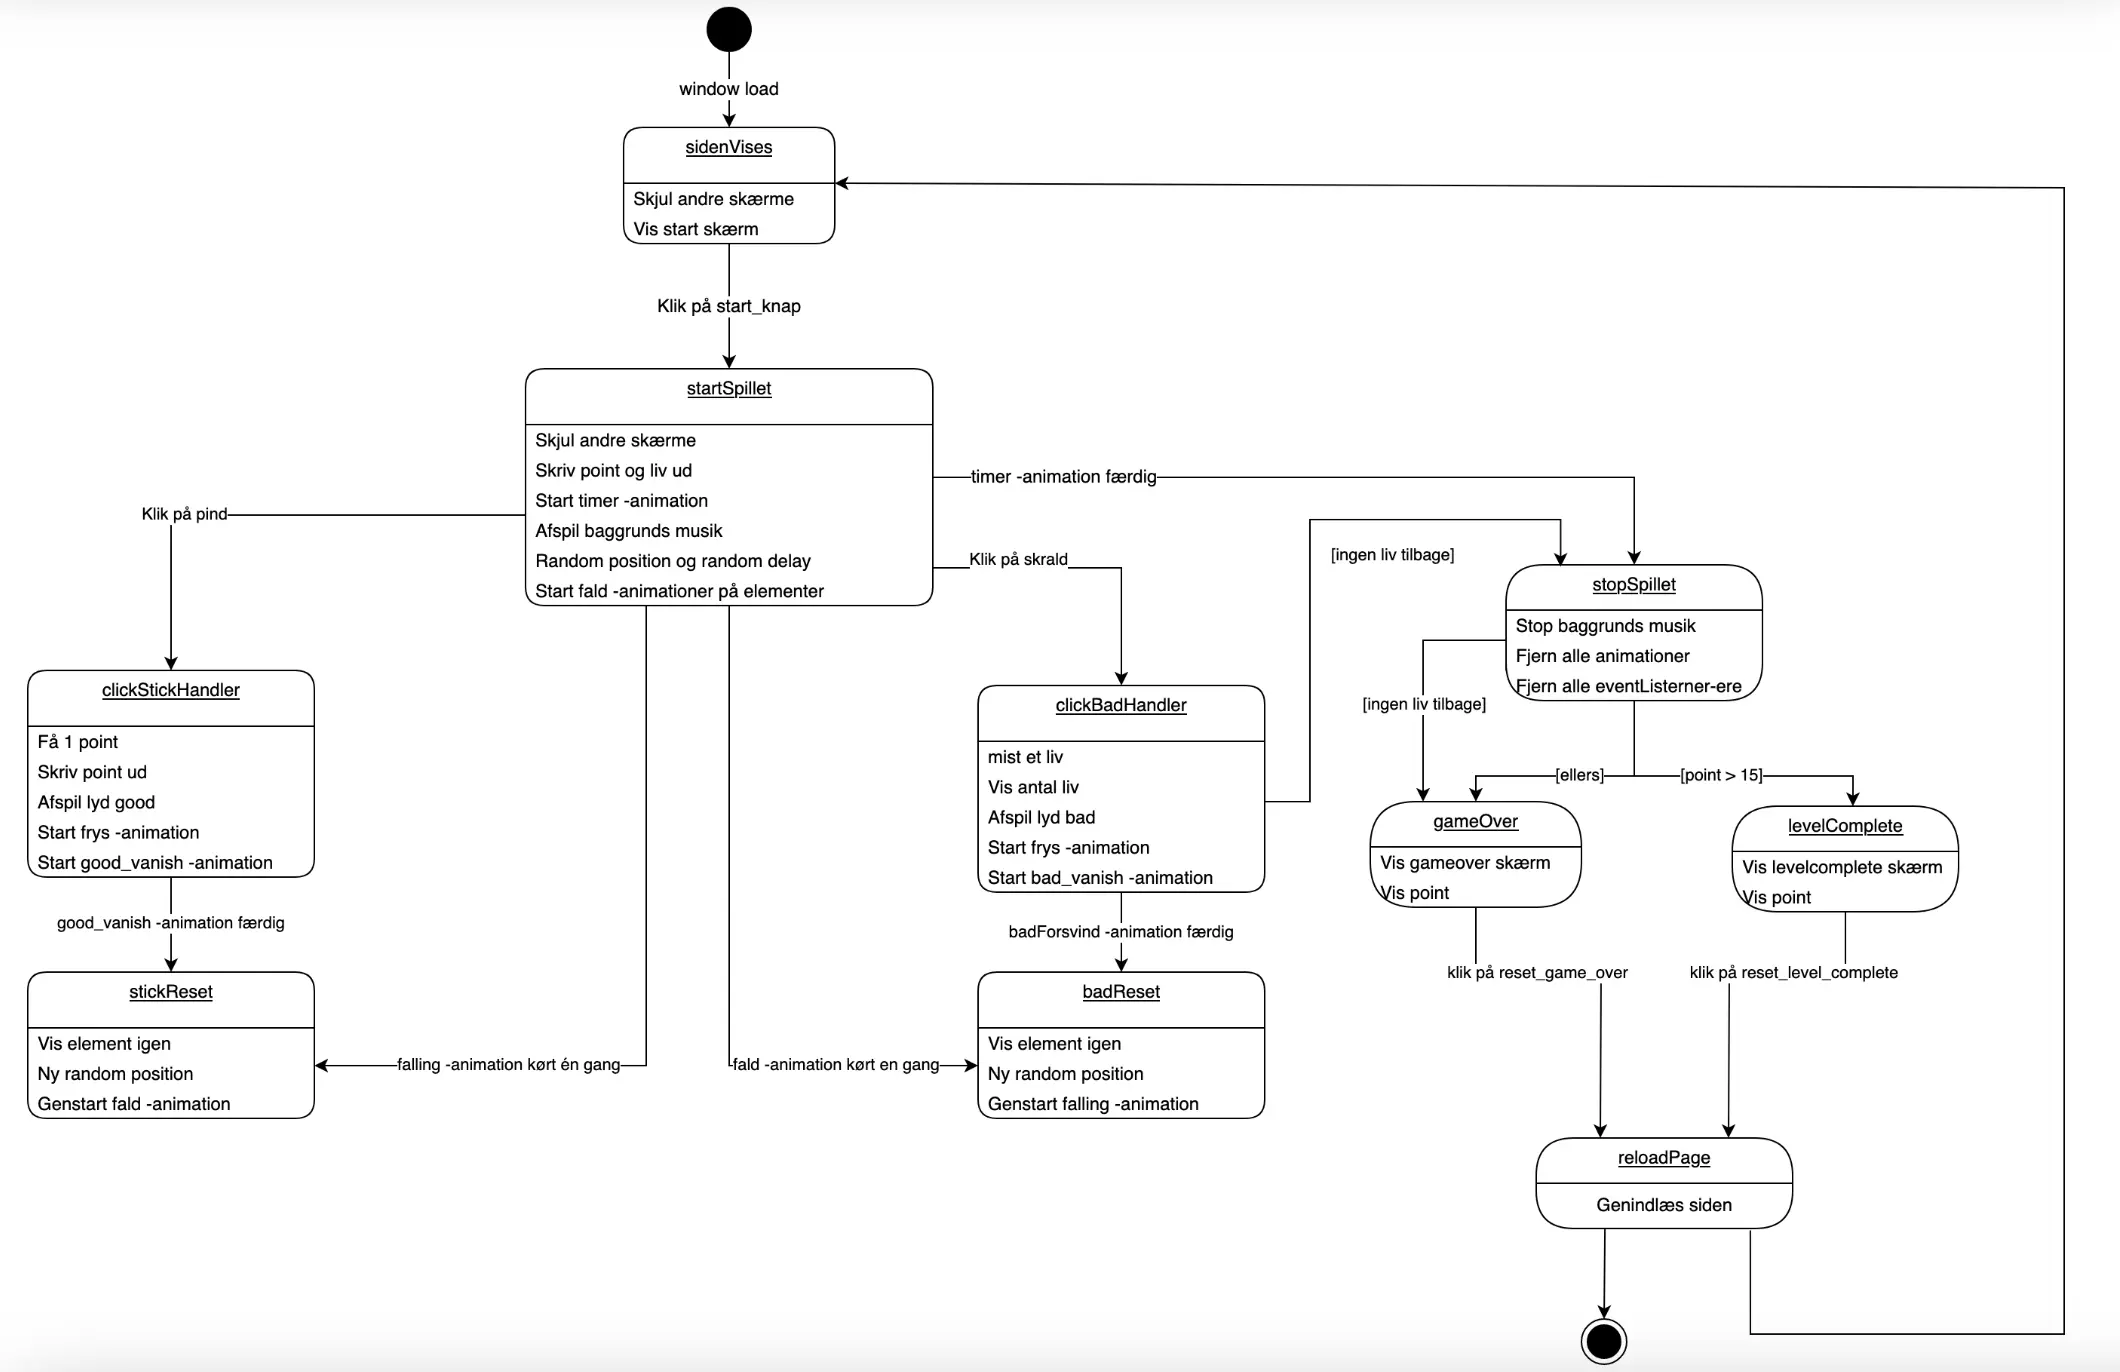 window load
sidenVises
Skjul andre skærme
Vis start skærm
Klik på start_knap
startSpillet
Skjul andre skærme
Skriv point og liv ud
Start timer -animation
Afspil baggrunds musik
Random position og random delay
Start fald -animationer på elementer
timer -animation færdig
Klik på pind
Klik på skrald
[ingen liv tilbage]
stopSpillet
Stop baggrunds musik
Fjern alle animationer
Fjern alle eventListerner-ere
clickStickHandler
Få 1 point
Skriv point ud
Afspil lyd good
Start frys -animation
Start good_vanish -animation
clickBadHandler
mist et liv
Vis antal liv
Afspil lyd bad
Start frys -animation
Start bad_vanish -animation
[ingen liv tilbage]
[ellers]
[point > 15]
gameOver
Vis gameover skærm
Vis point
levelComplete
Vis levelcomplete skærm
Vis point
good_vanish -animation færdig
badForsvind -animation færdig
klik på reset_game_over
klik på reset_level_complete
stickReset
Vis element igen
Ny random position
Genstart fald -animation
falling -animation kørt én gang
fald -animation kørt en gang
badReset
Vis element igen
Ny random position
Genstart falling -animation
reloadPage
Genindlæs siden